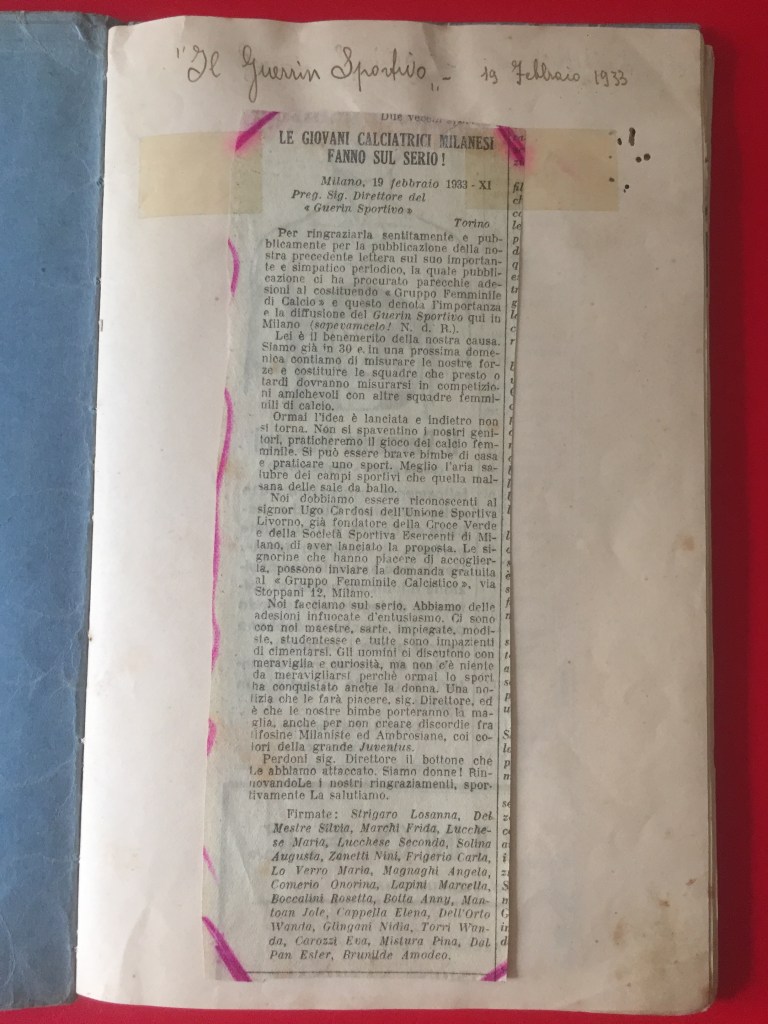 "Il Guerrin Sportivo„ - 19 Febbraio 1933
Due vecchi
LE GIOVANI CALCIATRICI MILANESI
FANNO SUL SERIO!
Milano, 19 febbraio 1933 - XI
Preg. Sig. Direttore del
« Guerin Sportivo »
Torino
Per ringraziarla sentitamente e pub-
blicamente per la pubblicazione della no-
stra precedente lettera sul suo importan-
te e simpatico periodico, la quale pubbli-
cazione ci ha procurato parecchie ade-
sioni al costituendo « Gruppo Femminile
di Calcio » e questo denota l'importanza
e la diffusione del Guerin Sportivo qui in
Milano (sapevamcelo! N. d. R.).
Lei è il benemerito della nostra causa.
Siamo già in 30 e in una prossima dome-
nica contiamo di misurare le nostre for-
ze e costituire le squadre che presto o
tardi dovranno misurarsi in competizio-
ni amichevoli con altre squadre femmi-
nili di calcio.
Ormai l'idea è lanciata e indietro non
si torna. Non si spaventino i nostri geni-
tori, praticheremo il gioco del calcio fem-
minile. Si può essere brave bimbe di casa
e praticare uno sport. Meglio l'aria sa-
lubre dei campi sportivi che quella mal-
sana delle sale da ballo.
Noi dobbiamo essere riconoscenti al
signor Ugo Cardosi dell'Unione Sportiva
Livorno, già fondatore della Croce Verde
e della Società Sportiva Esercenti di Mi-
lano, di aver lanciato la proposta. Le si-
gnorine che hanno piacere di accoglier-
la, possono inviare la domanda gratuita
al « Gruppo Femminile Calcistico », via
Stoppani 12, Milano.
Noi facciamo sul serio. Abbiamo delle
adesioni infuocate d'entusiasmo. Ci sono
con noi maestre, sarte, impiegate, modi-
ste, studentesse e tutte sono impazienti
di cimentarsi. Gli uomini ci discutono con
meraviglia e curiosità, ma non c'è niente
da meravigliarsi perchè ormai lo sport
ha conquistato anche la donna. Una no-
tizia che le farà piacere, sig. Direttore, ed
è che le nostre bimbe porteranno la ma-
glia, anche per non creare discordie fra
tifosine Milaniste ed Ambrosiane, coi co-
lori della grande Juventus.
Perdoni sig. Direttore il bottone che
Le abbiamo attaccato. Siamo donne! Rin-
novandoLe i nostri ringraziamenti, spor-
tivamente La salutiamo.
Firmate: Strigaro Losanna, Del
Mestre Silvia, Marchi Frida, Lucche-
se Maria, Lucchese Seconda, Solina
Augusta, Zanetti Nini, Frigerio Carla,
Lo Verro Maria, Magnaghi Angela,
Comerio Onorina, Lapini Marcella,
Boccalini Rosetta, Botta Anny, Man-
toan Jole, Cappella Elena, Dell'Orto
Wanda, Glingani Nidia, Torri Wan-
da, Carozzi Eva, Mistura Pina, Dal
Pan Ester, Brunilde Amodeo.